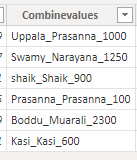 Combinevalues
Uppala_Prasanna_1000
Swamy_Narayana_1250
shaik_Shaik_900
Prasanna_Prasanna_100
Boddu_Muarali_2300
Kasi_Kasi_600